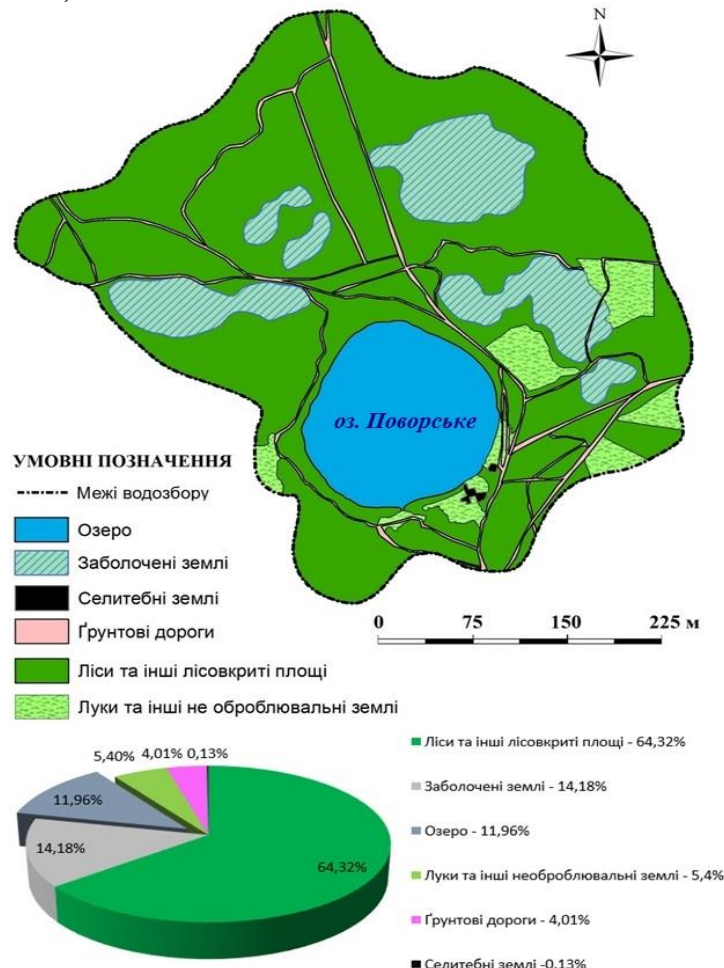 N
оз. Поворське
УМОВНІ ПОЗНАЧЕННЯ
Межі водозбору
Озеро
Заболочені землі
Селитебні землі
Ґрунтові дороги
Ліси та інші лісовкриті площі
Луки та інші не оброблювальні землі
0 75 150 225 м
5,40% 4,01% 0,13%
11,96%
14,18%
64,32%
Ліси та інші лісовкриті площі - 64,32%
Заболочені землі - 14,18%
Озеро - 11,96%
Луки та інші необроблювальні землі - 5,4%
Ґрунтові дороги - 4,01%
Селитебні землі -0,13%